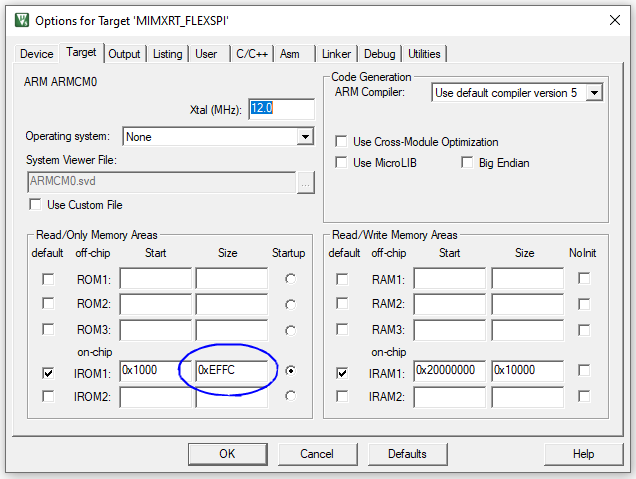 Options for Target 'MIMXRT_FLEXSPI'
Device Target Output Listing User C/C++ Asm Linker Debug Utilities
ARM ARMCM0
Xtal (MHz): 12.0
Operating system: None
System Viewer File:
ARMCM0.svd ...
Use Custom File
Code Generation
ARM Compiler: Use default compiler version 5
Use Cross-Module Optimization
Use MicroLIB Big Endian
Read/Only Memory Areas
default off-chip Start Size Startup
ROM1:
ROM2:
ROM3:
on-chip
IROM1: 0x1000 0xEFFC
IROM2:
Read/Write Memory Areas
default off-chip Start Size NoInit
RAM1:
RAM2:
RAM3:
on-chip
IRAM1: 0x20000000 0x10000
IRAM2:
OK Cancel Defaults Help